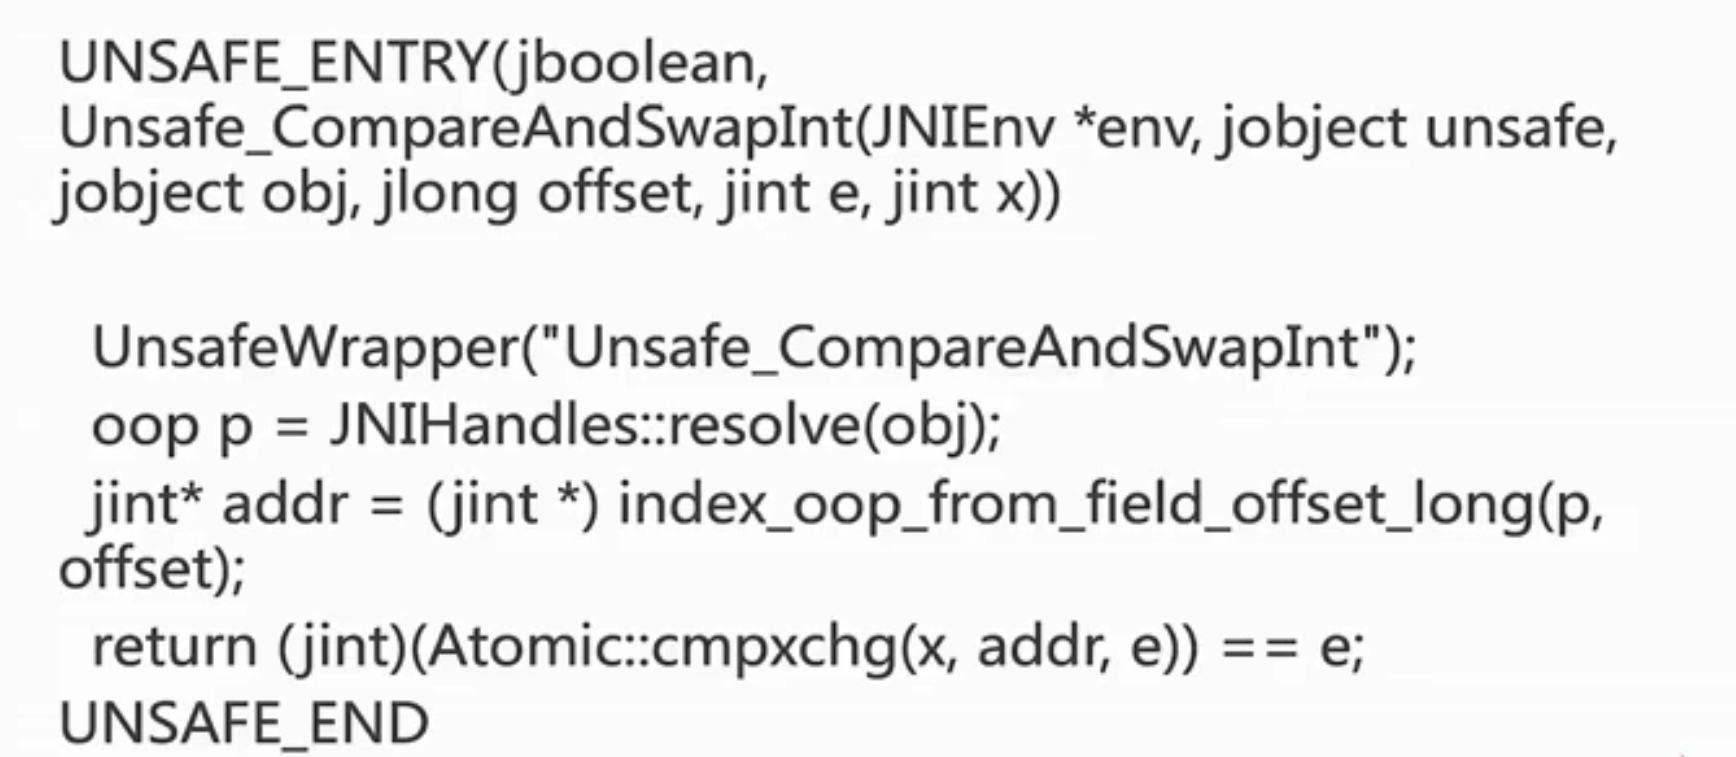 UNSAFE_ENTRY(jboolean,
Unsafe_CompareAndSwapInt(JNIEnv *env, jobject unsafe,
jobject obj, jlong offset, jint e, jint x))
UnsafeWrapper("Unsafe_CompareAndSwapInt");
oop p = JNIHandles::resolve(obj);
jint* addr = (jint *) index_oop_from_field_offset_long(p,
offset);
return (jint)(Atomic::cmpxchg(x, addr, e)) == e;
UNSAFE_END